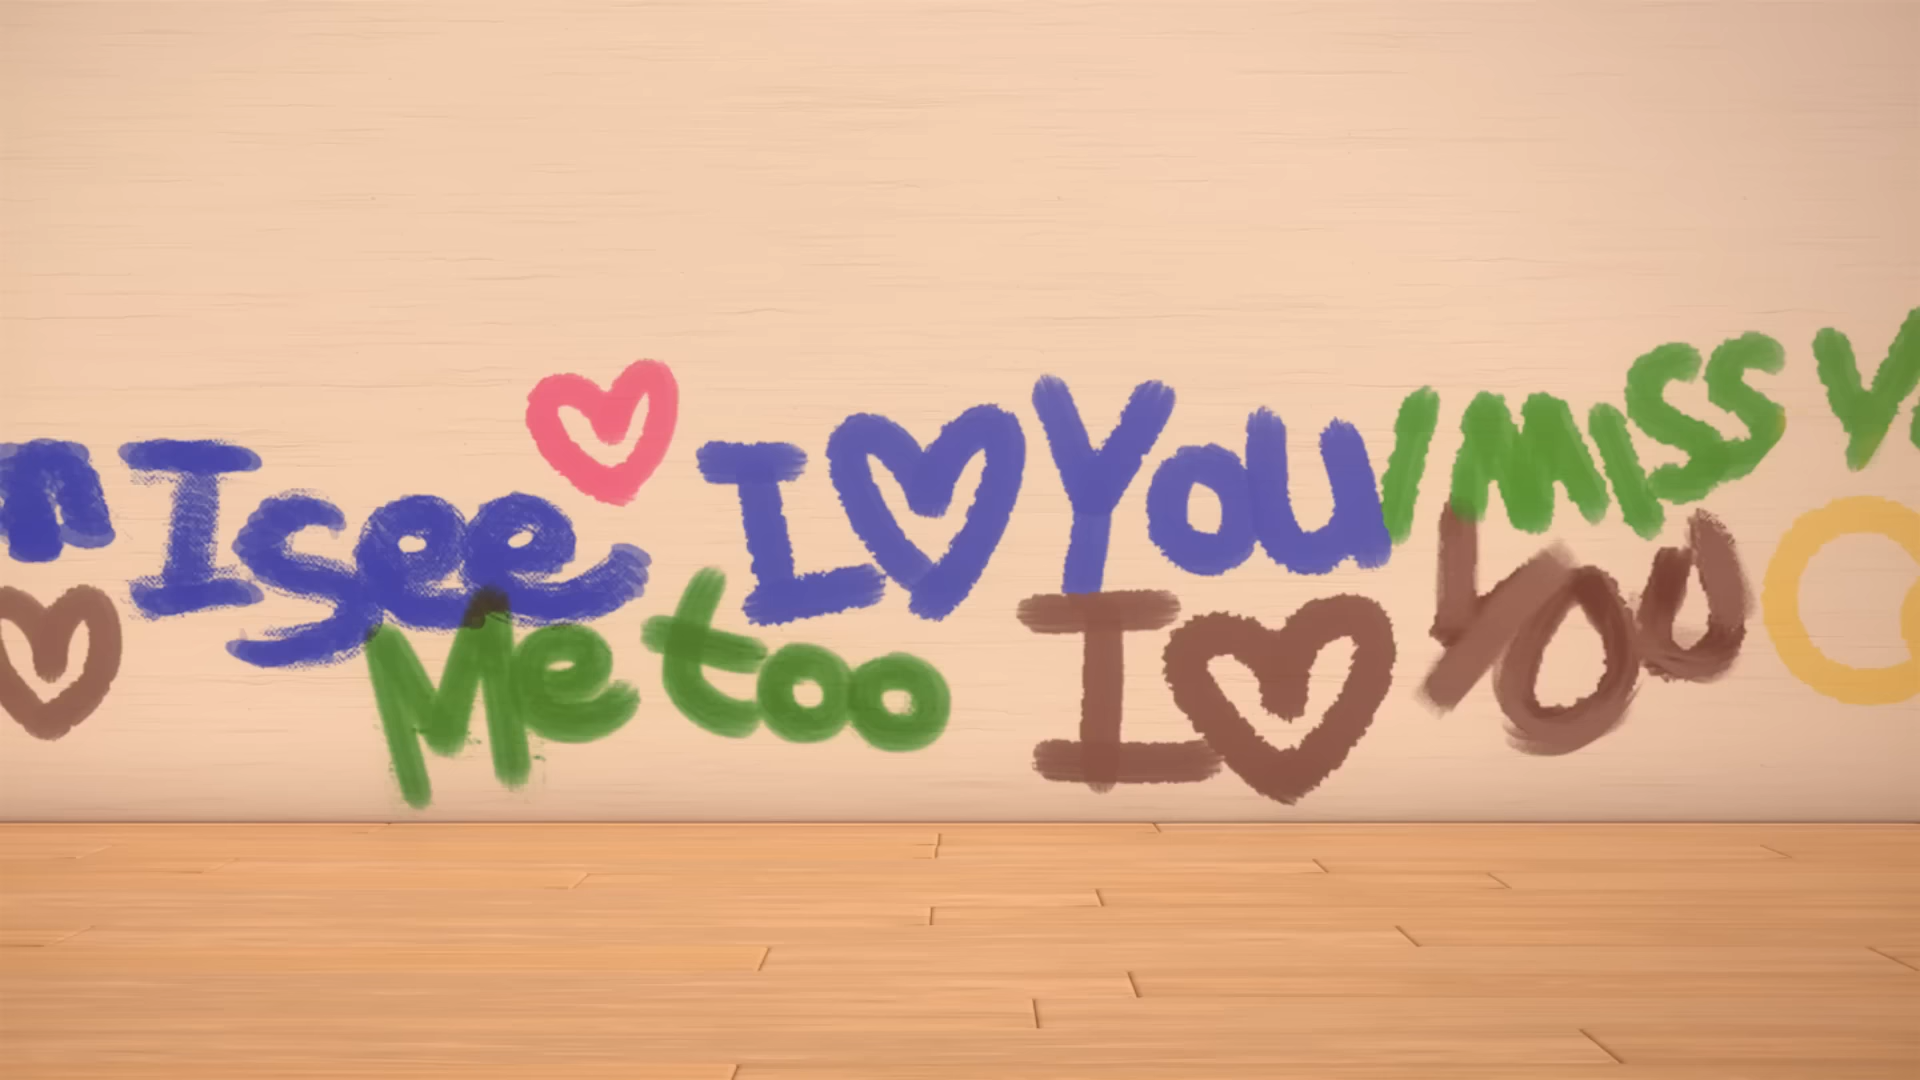 I see
I ♡ You
I MISS
Me too
I ♡ you